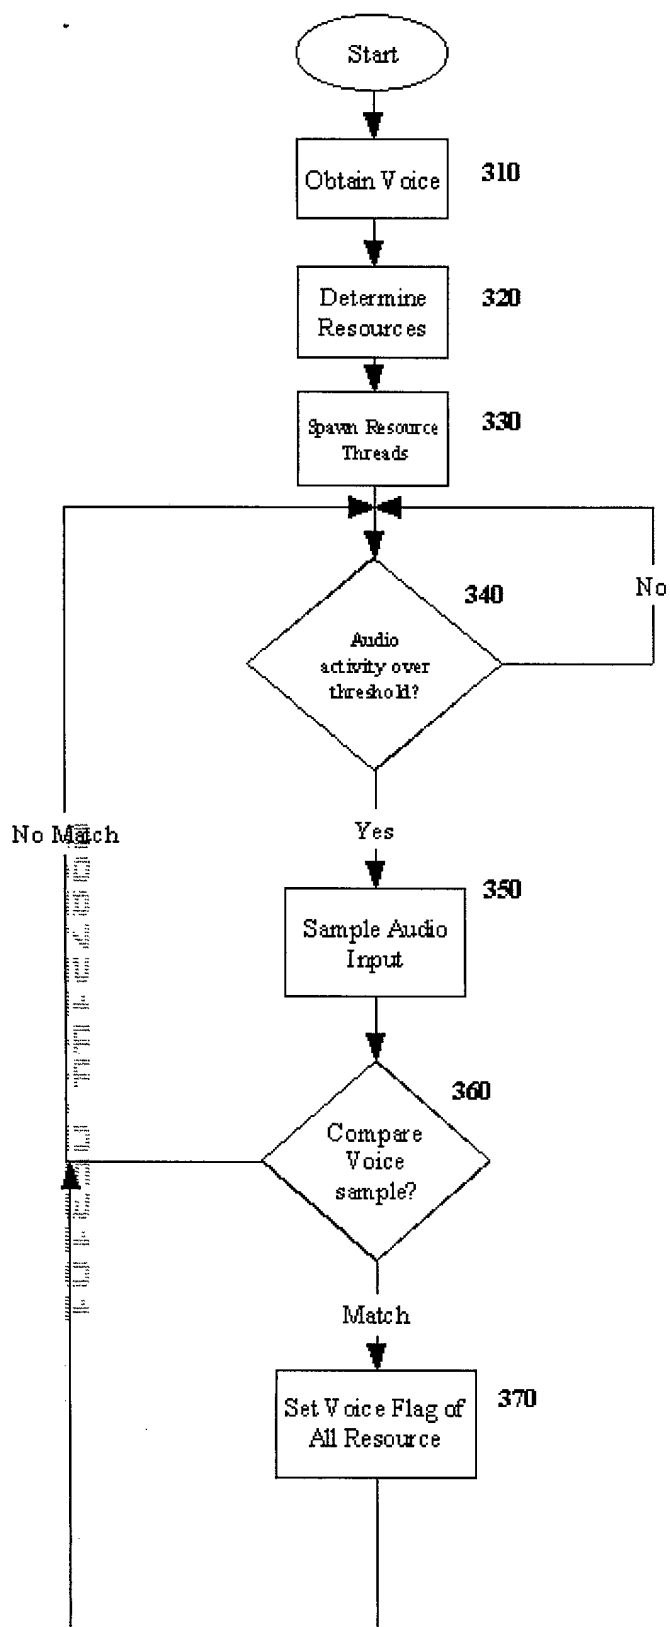 Start
Obtain Voice
310
Determine
Resources
320
Spawn Resource
Threads
330
340
No
Audio
activity over
threshold?
No Match
Yes
350
Sample Audio
Input
360
Compare
Voice
sample?
Match
Set Voice Flag of
All Resource
370